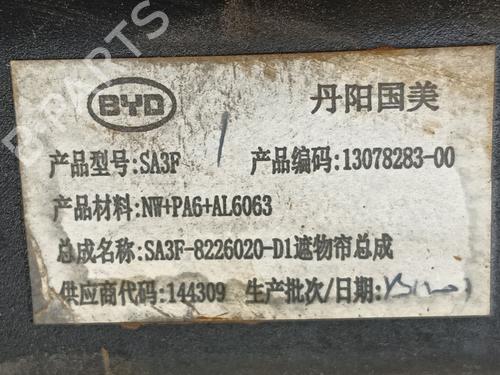 B-PARTS
BYD 丹阳国美
产品型号:SA3F 产品编码:13078283-00
产品材料:NW+PA6+AL6063
总成名称:SA3F-8226020-D1遮物帘总成
供应商代码:144309 生产批次/日期: